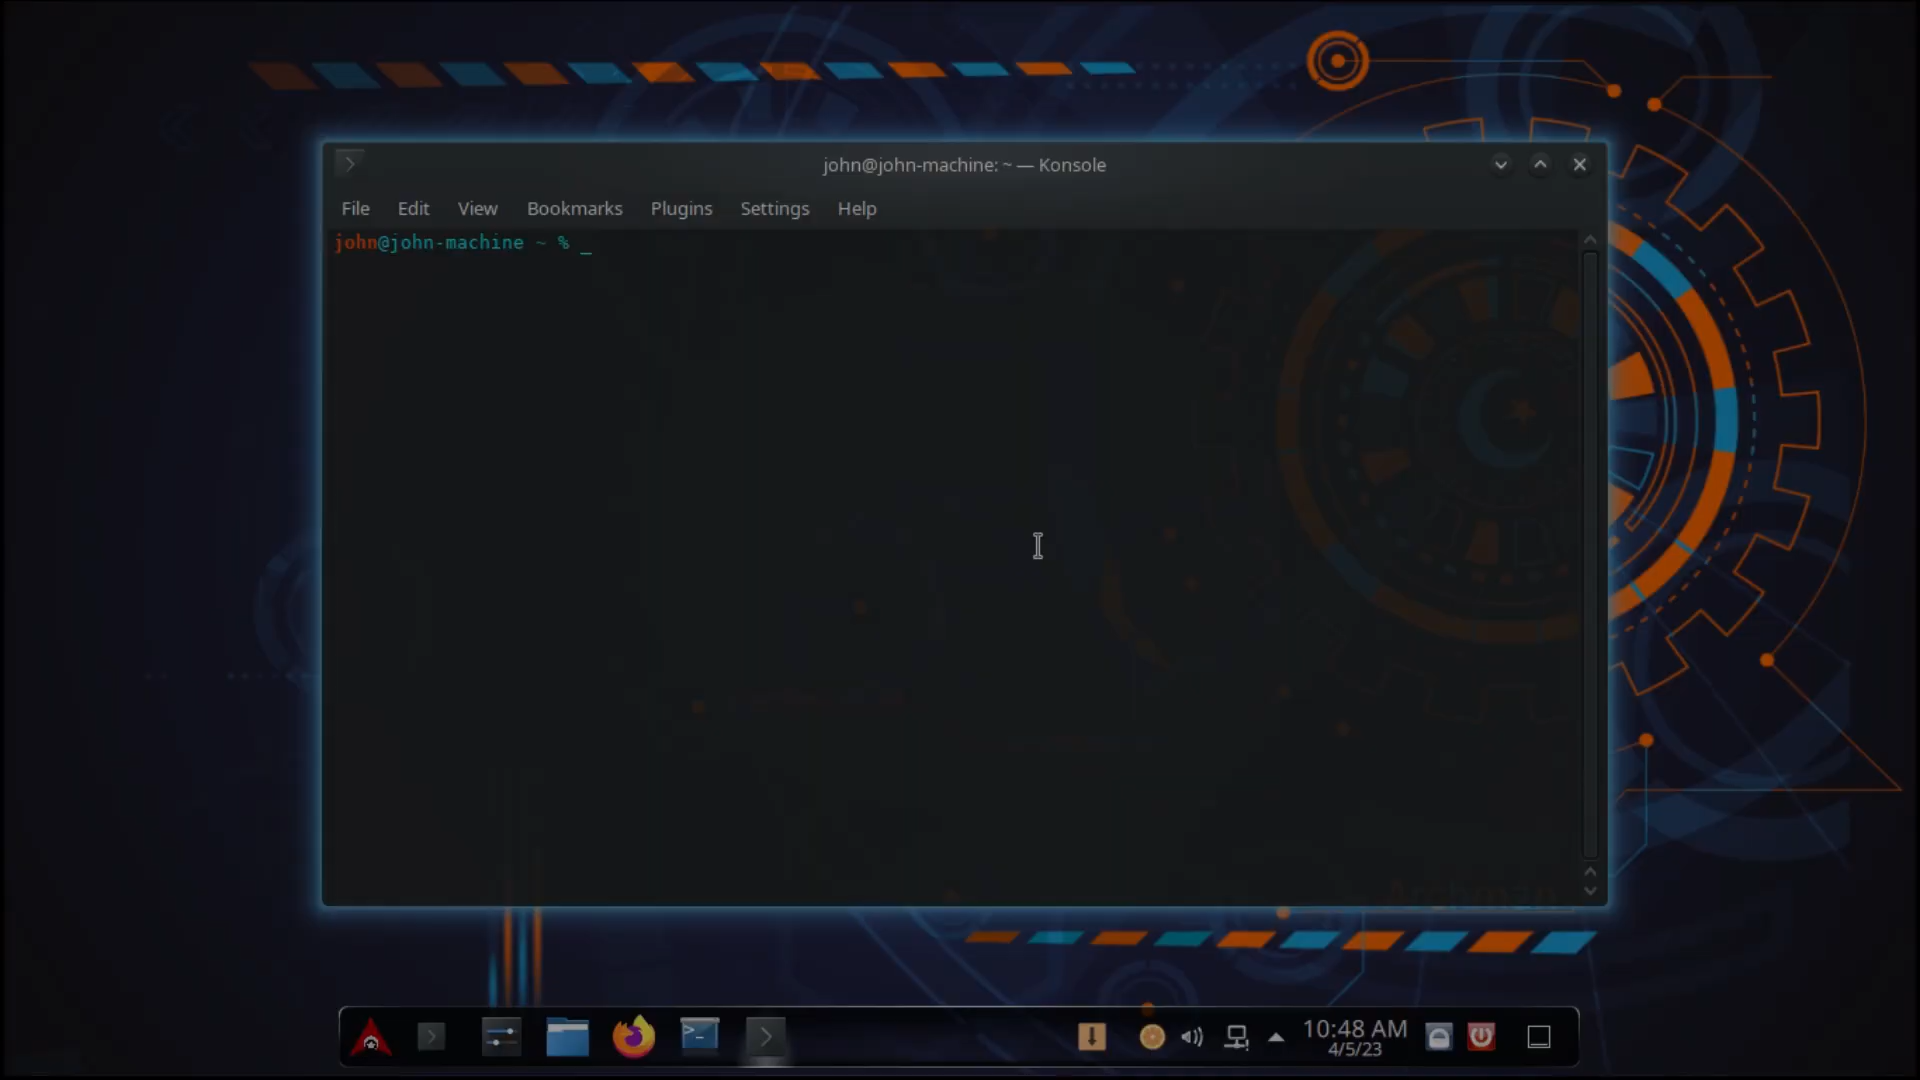 john@john-machine: ~ — Konsole
File Edit View Bookmarks Plugins Settings Help
john@john-machine ~ % _
Archman
10:48 AM
4/5/23